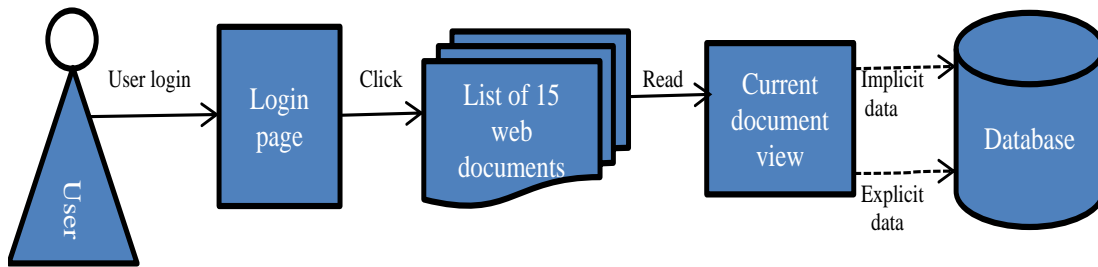 User
User login
Login
page
Click
List of 15
web
documents
Read
Current
document
view
Implicit
data
Explicit
data
Database